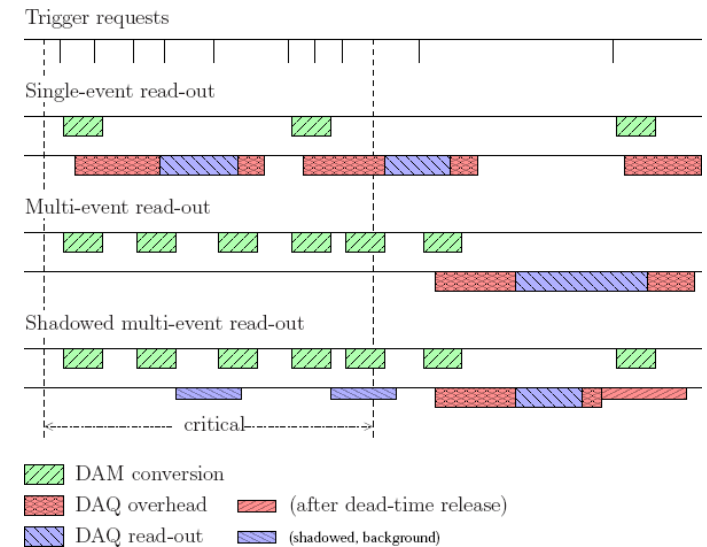 Trigger requests
Single-event read-out
Multi-event read-out
Shadowed multi-event read-out
critical
DAM conversion
DAQ overhead (after dead-time release)
DAQ read-out (shadowed, background)